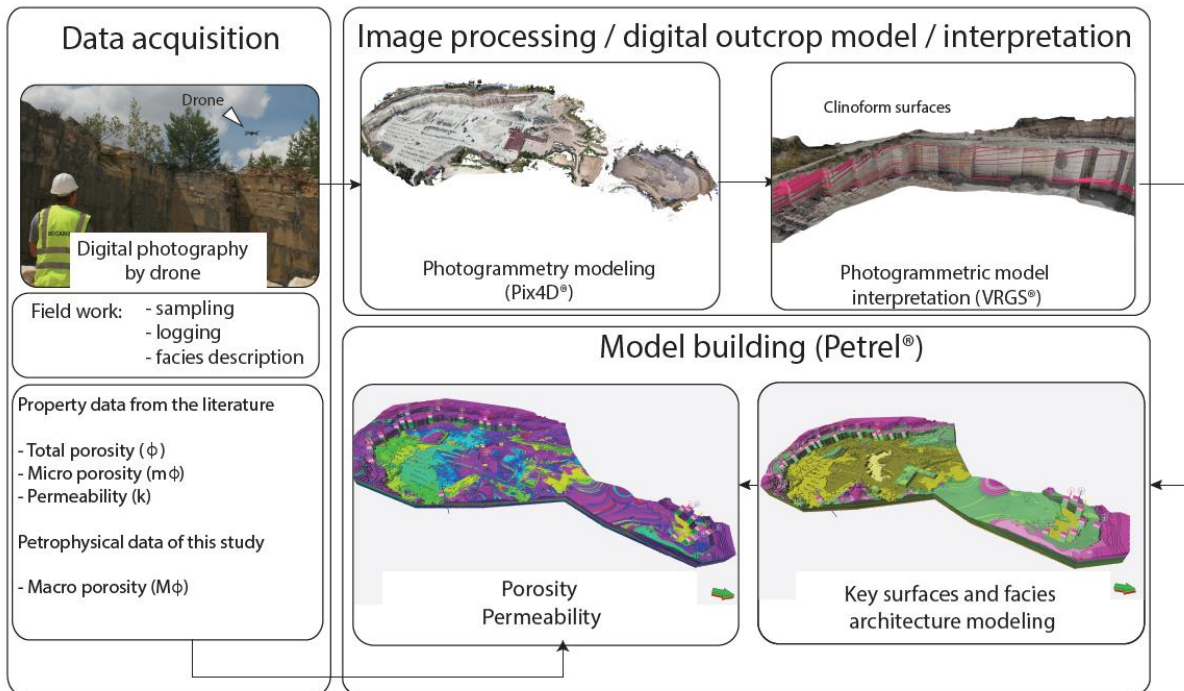 Data acquisition
Drone
Digital photography
by drone
Field work: - sampling
- logging
- facies description
Property data from the literature
- Total porosity (ϕ)
- Micro porosity (mϕ)
- Permeability (k)
Petrophysical data of this study
- Macro porosity (Mϕ)
Image processing / digital outcrop model / interpretation
Photogrammetry modeling
(Pix4D®)
Clinoform surfaces
Photogrammetric model
interpretation (VRGS®)
Model building (Petrel®)
Porosity
Permeability
Key surfaces and facies
architecture modeling